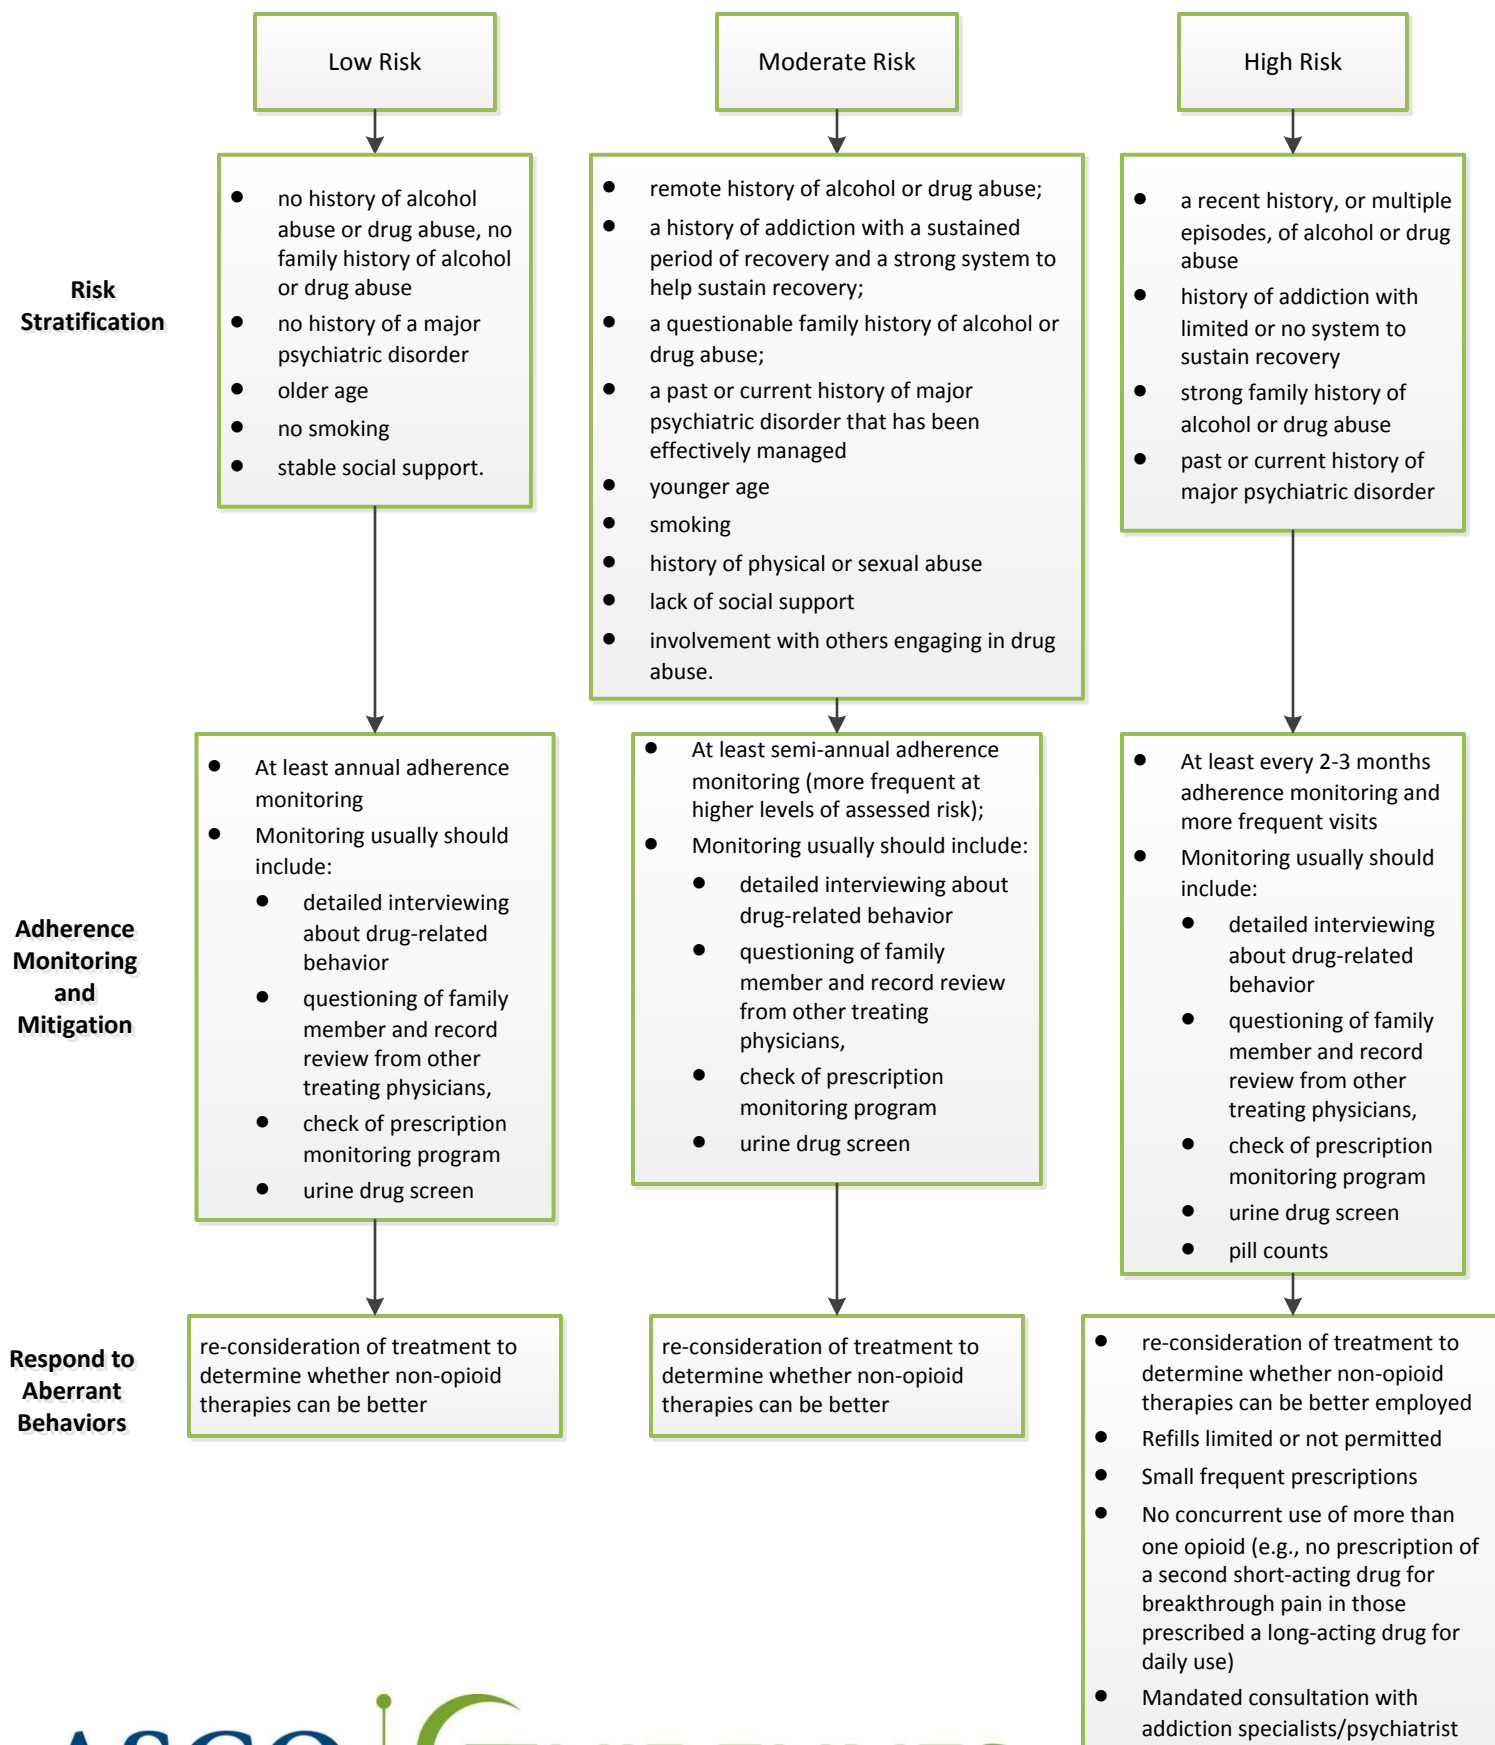 Low Risk
Moderate Risk
High Risk
Risk
Stratification
no history of alcohol
abuse or drug abuse, no
family history of alcohol
or drug abuse
no history of a major
psychiatric disorder
older age
no smoking
stable social support.
remote history of alcohol or drug abuse;
a history of addiction with a sustained
period of recovery and a strong system to
help sustain recovery;
a questionable family history of alcohol or
drug abuse;
a past or current history of major
psychiatric disorder that has been
effectively managed
younger age
smoking
history of physical or sexual abuse
lack of social support
involvement with others engaging in drug
abuse.
a recent history, or multiple
episodes, of alcohol or drug
abuse
history of addiction with
limited or no system to
sustain recovery
strong family history of
alcohol or drug abuse
past or current history of
major psychiatric disorder
Adherence
Monitoring
and
Mitigation
At least annual adherence
monitoring
Monitoring usually should
include:
detailed interviewing
about drug-related
behavior
questioning of family
member and record
review from other
treating physicians,
check of prescription
monitoring program
urine drug screen
At least semi-annual adherence
monitoring (more frequent at
higher levels of assessed risk);
Monitoring usually should include:
detailed interviewing about
drug-related behavior
questioning of family
member and record review
from other treating
physicians,
check of prescription
monitoring program
urine drug screen
At least every 2-3 months
adherence monitoring and
more frequent visits
Monitoring usually should
include:
detailed interviewing
about drug-related
behavior
questioning of family
member and record
review from other
treating physicians,
check of prescription
monitoring program
urine drug screen
pill counts
Respond to
Aberrant
Behaviors
re-consideration of treatment to
determine whether non-opioid
therapies can be better
re-consideration of treatment to
determine whether non-opioid
therapies can be better
re-consideration of treatment to
determine whether non-opioid
therapies can be better employed
Refills limited or not permitted
Small frequent prescriptions
No concurrent use of more than
one opioid (e.g., no prescription of
a second short-acting drug for
breakthrough pain in those
prescribed a long-acting drug for
daily use)
Mandated consultation with
addiction specialists/psychiatrist
ASCO